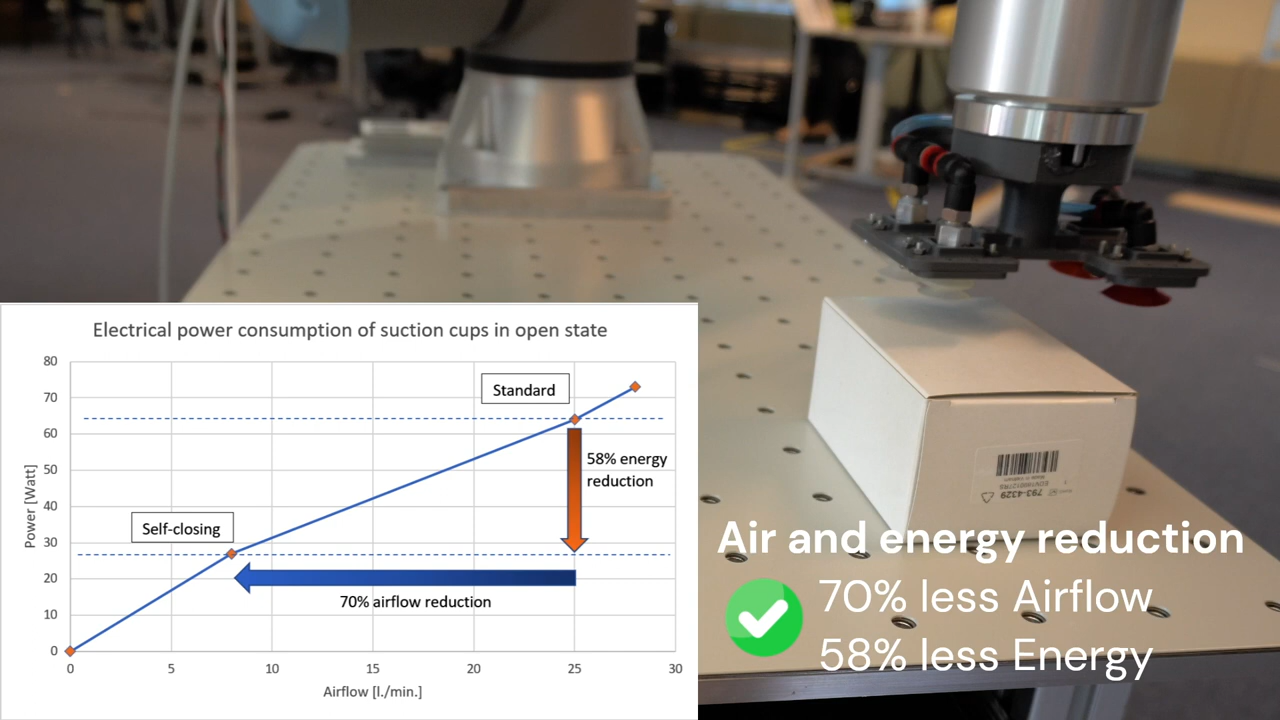 Electrical power consumption of suction cups in open state
80
70
60
50
40
30
20
10
0
Power [Watt]
Standard
58% energy
reduction
Self-closing
70% airflow reduction
0
5
10
15
20
25
30
Airflow [l./min.]
793-4329
Air and energy reduction
70% less Airflow
58% less Energy